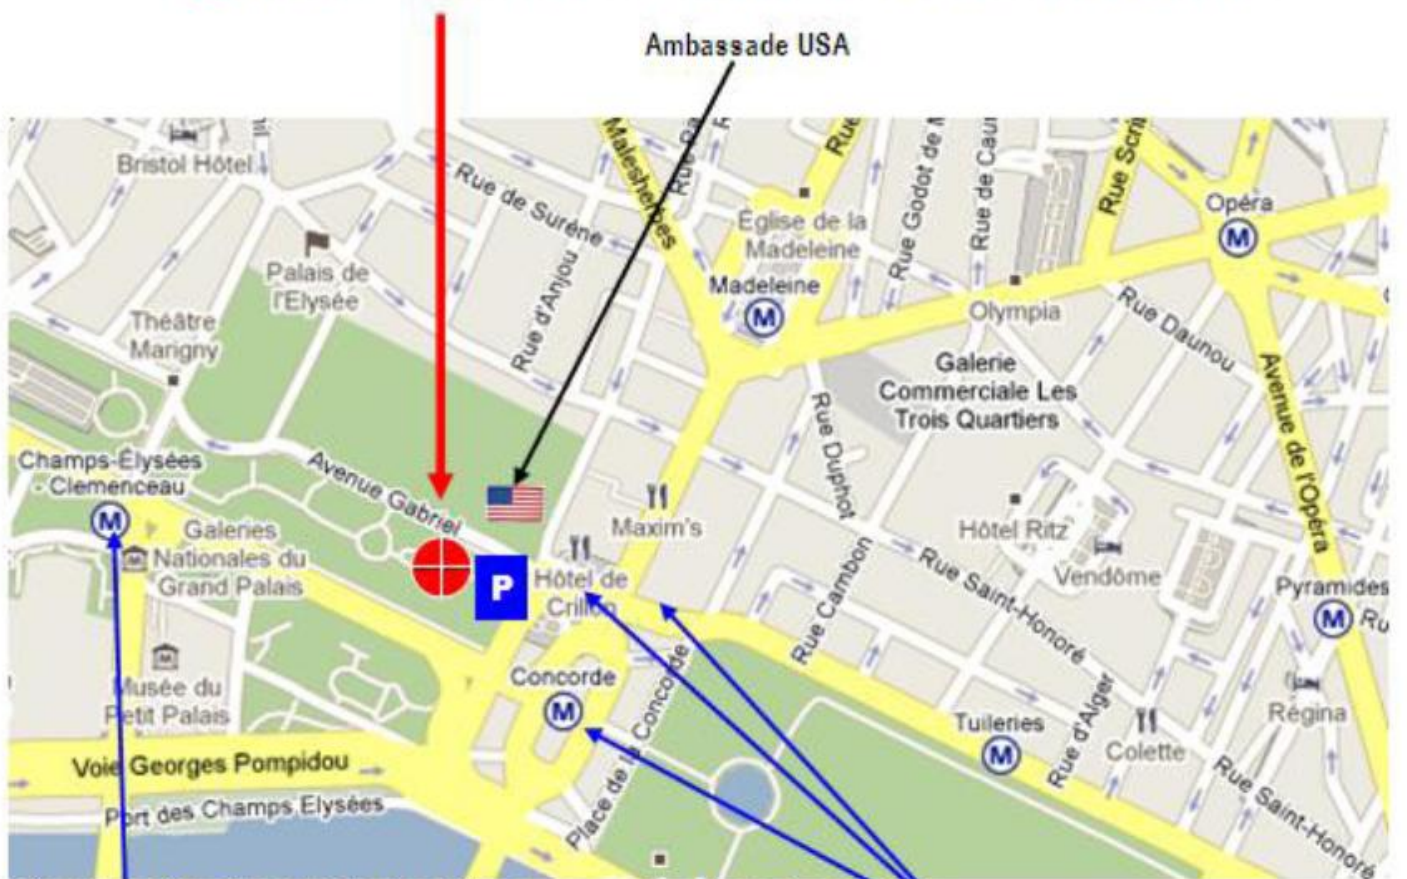 Ambassade USA
Bristol Hôtel
Malesherbes
Rue
Rue Scri
Rue de Suréne
Rue Godot de M
Rue de Cau
Opéra
M
Église de la
Madeleine
Palais de
l'Elysée
Rue d'Anjou
Madeleine
M
Olympia
Rue Daunou
Théâtre
Marigny
Galerie
Commerciale Les
Trois Quartiers
Avenue de l'Opéra
Rue Duphot
Champs-Élysées
- Clemenceau
M
Avenue Gabriel
Maxim's
Hôtel Ritz
Galeries
Nationales du
Grand Palais
P
Hôtel de
Crillon
Rue Cambon
Rue Saint-Honoré
Vendôme
Pyramides
M
Ru
Musée du
Petit Palais
Concorde
M
Place de la Concorde
Tuileries
M
Rue d'Alger
Colette
Régina
Voie Georges Pompidou
Port des Champs Elysées
Rue Saint-Honoré